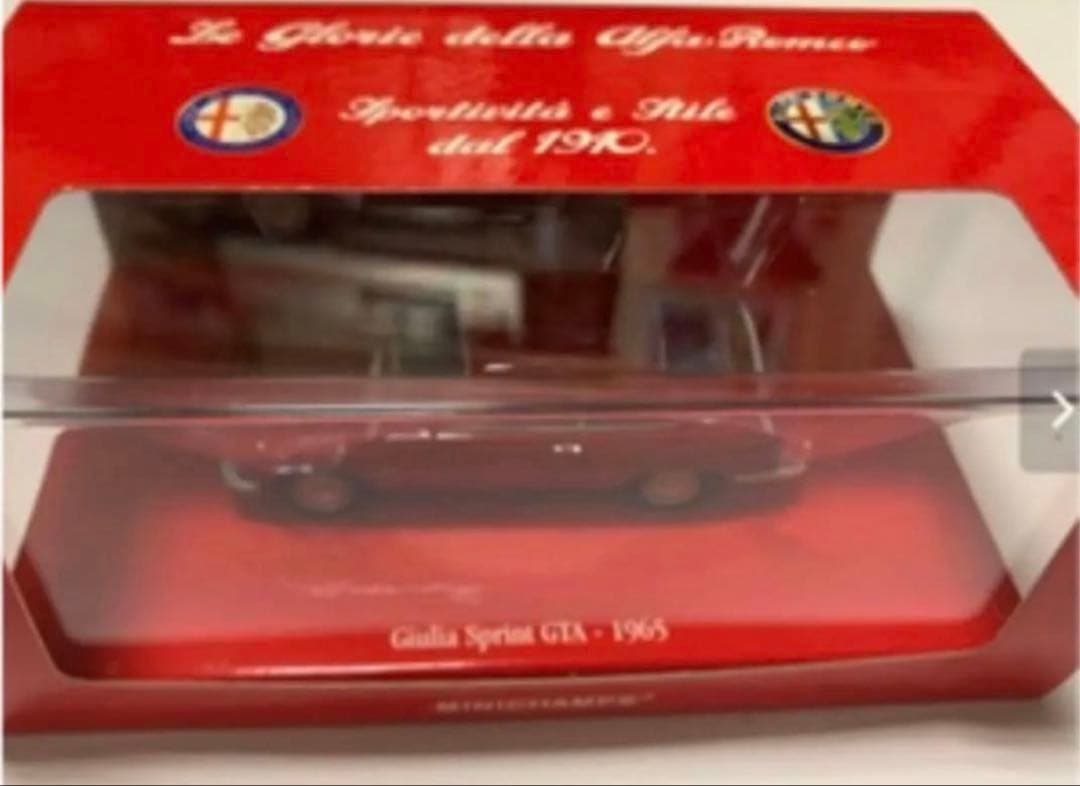 Le Glorie della Alfa Romeo
Sportività e Stile
dal 1910.
Giulia Sprint GTA - 1965
MINICHAMPS